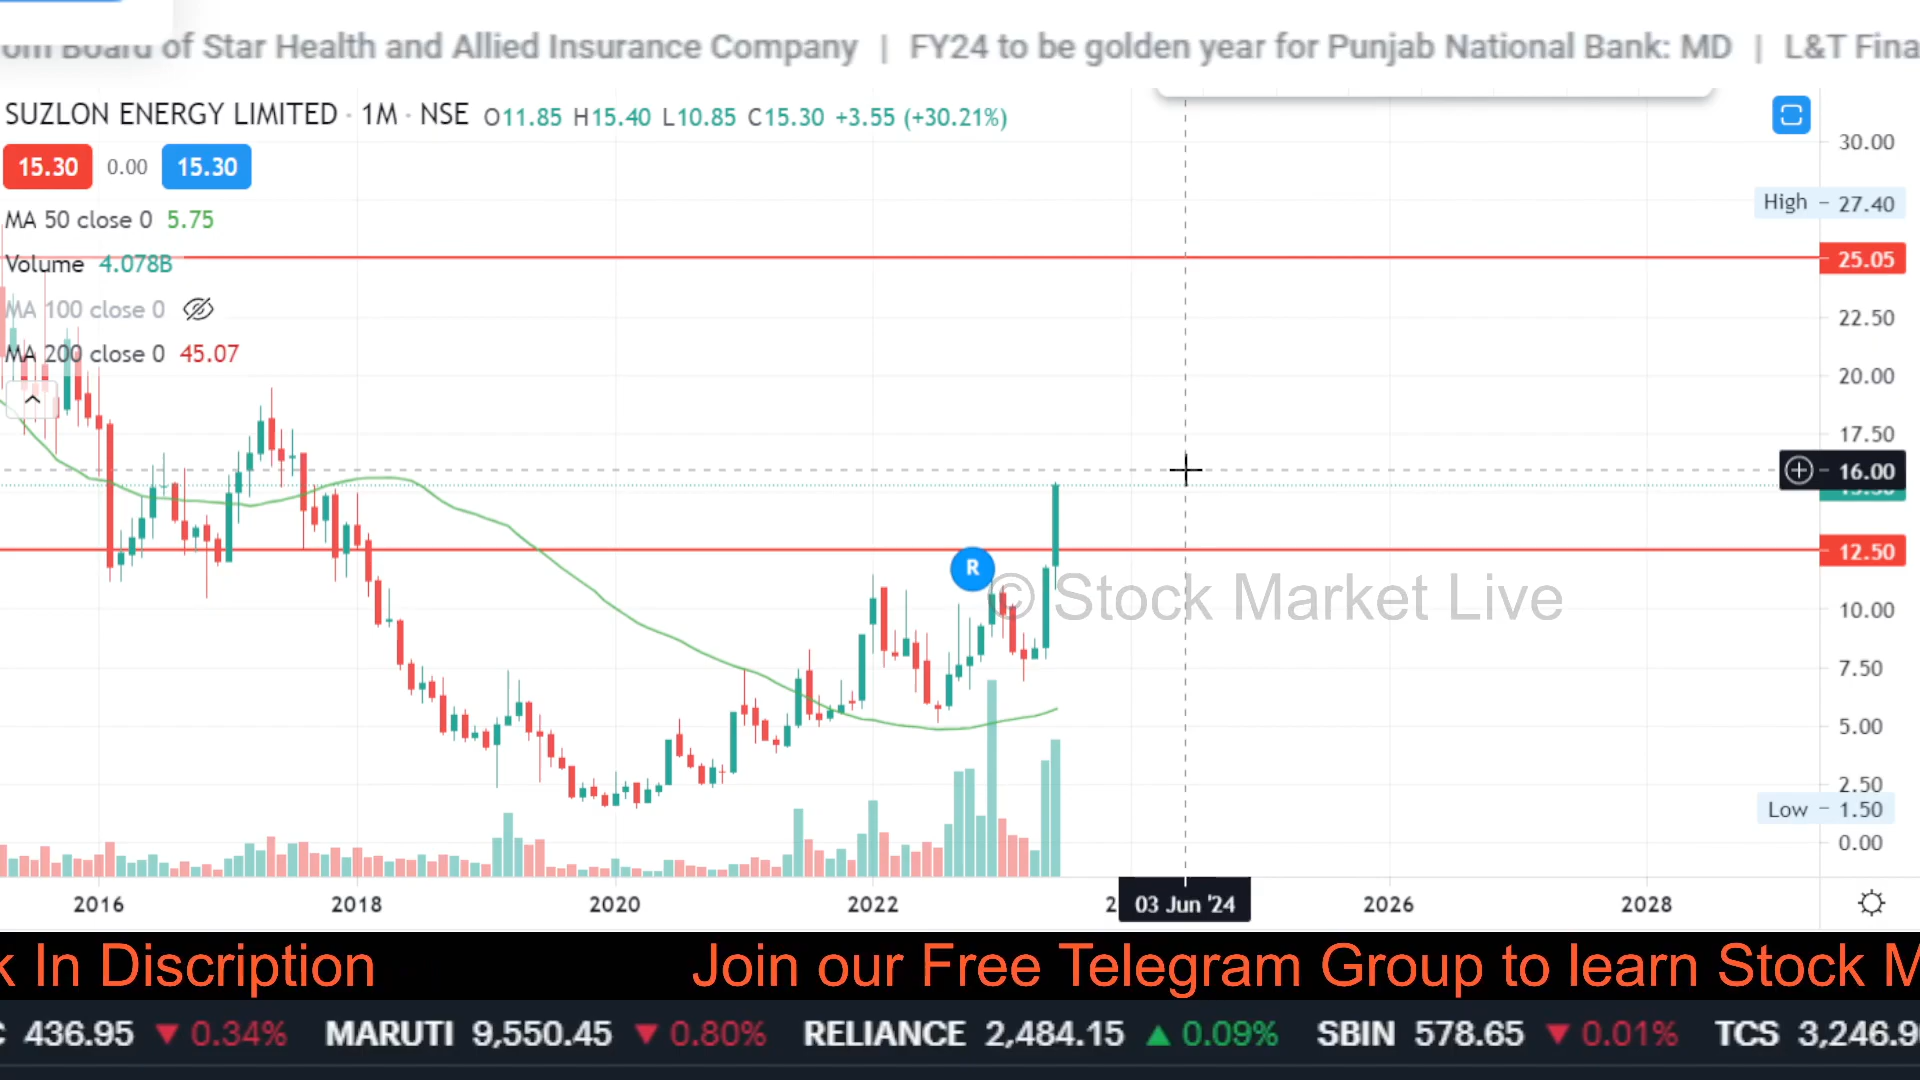 of Star Health and Allied Insurance Company | FY24 to be golden year for Punjab National Bank: MD | L&T Fina
SUZLON ENERGY LIMITED · 1M · NSE O11.85 H15.40 L10.85 C15.30 +3.55 (+30.21%)
15.30 0.00 15.30
MA 50 close 0 5.75
Volume 4.078B
MA 100 close 0
MA 200 close 0 45.07
30.00
High 27.40
25.05
22.50
20.00
17.50
16.00
12.50
10.00
7.50
5.00
2.50
Low 1.50
0.00
R
© Stock Market Live
2016 2018 2020 2022 2 03 Jun '24 2026 2028
k In Discription Join our Free Telegram Group to learn Stock M
436.95 ▼ 0.34% MARUTI 9,550.45 ▼ 0.80% RELIANCE 2,484.15 ▲ 0.09% SBIN 578.65 ▼ 0.01% TCS 3,246.9